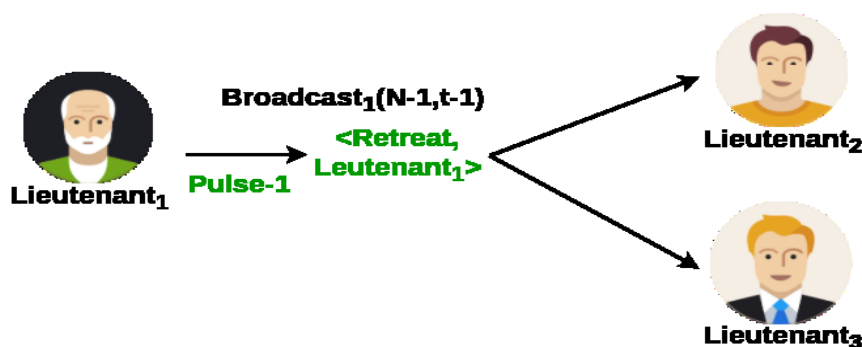 Broadcast₁(N-1,t-1)
<Retreat,
Leutenant₁>
Pulse-1
Lieutenant₁
Lieutenant₂
Lieutenant₃